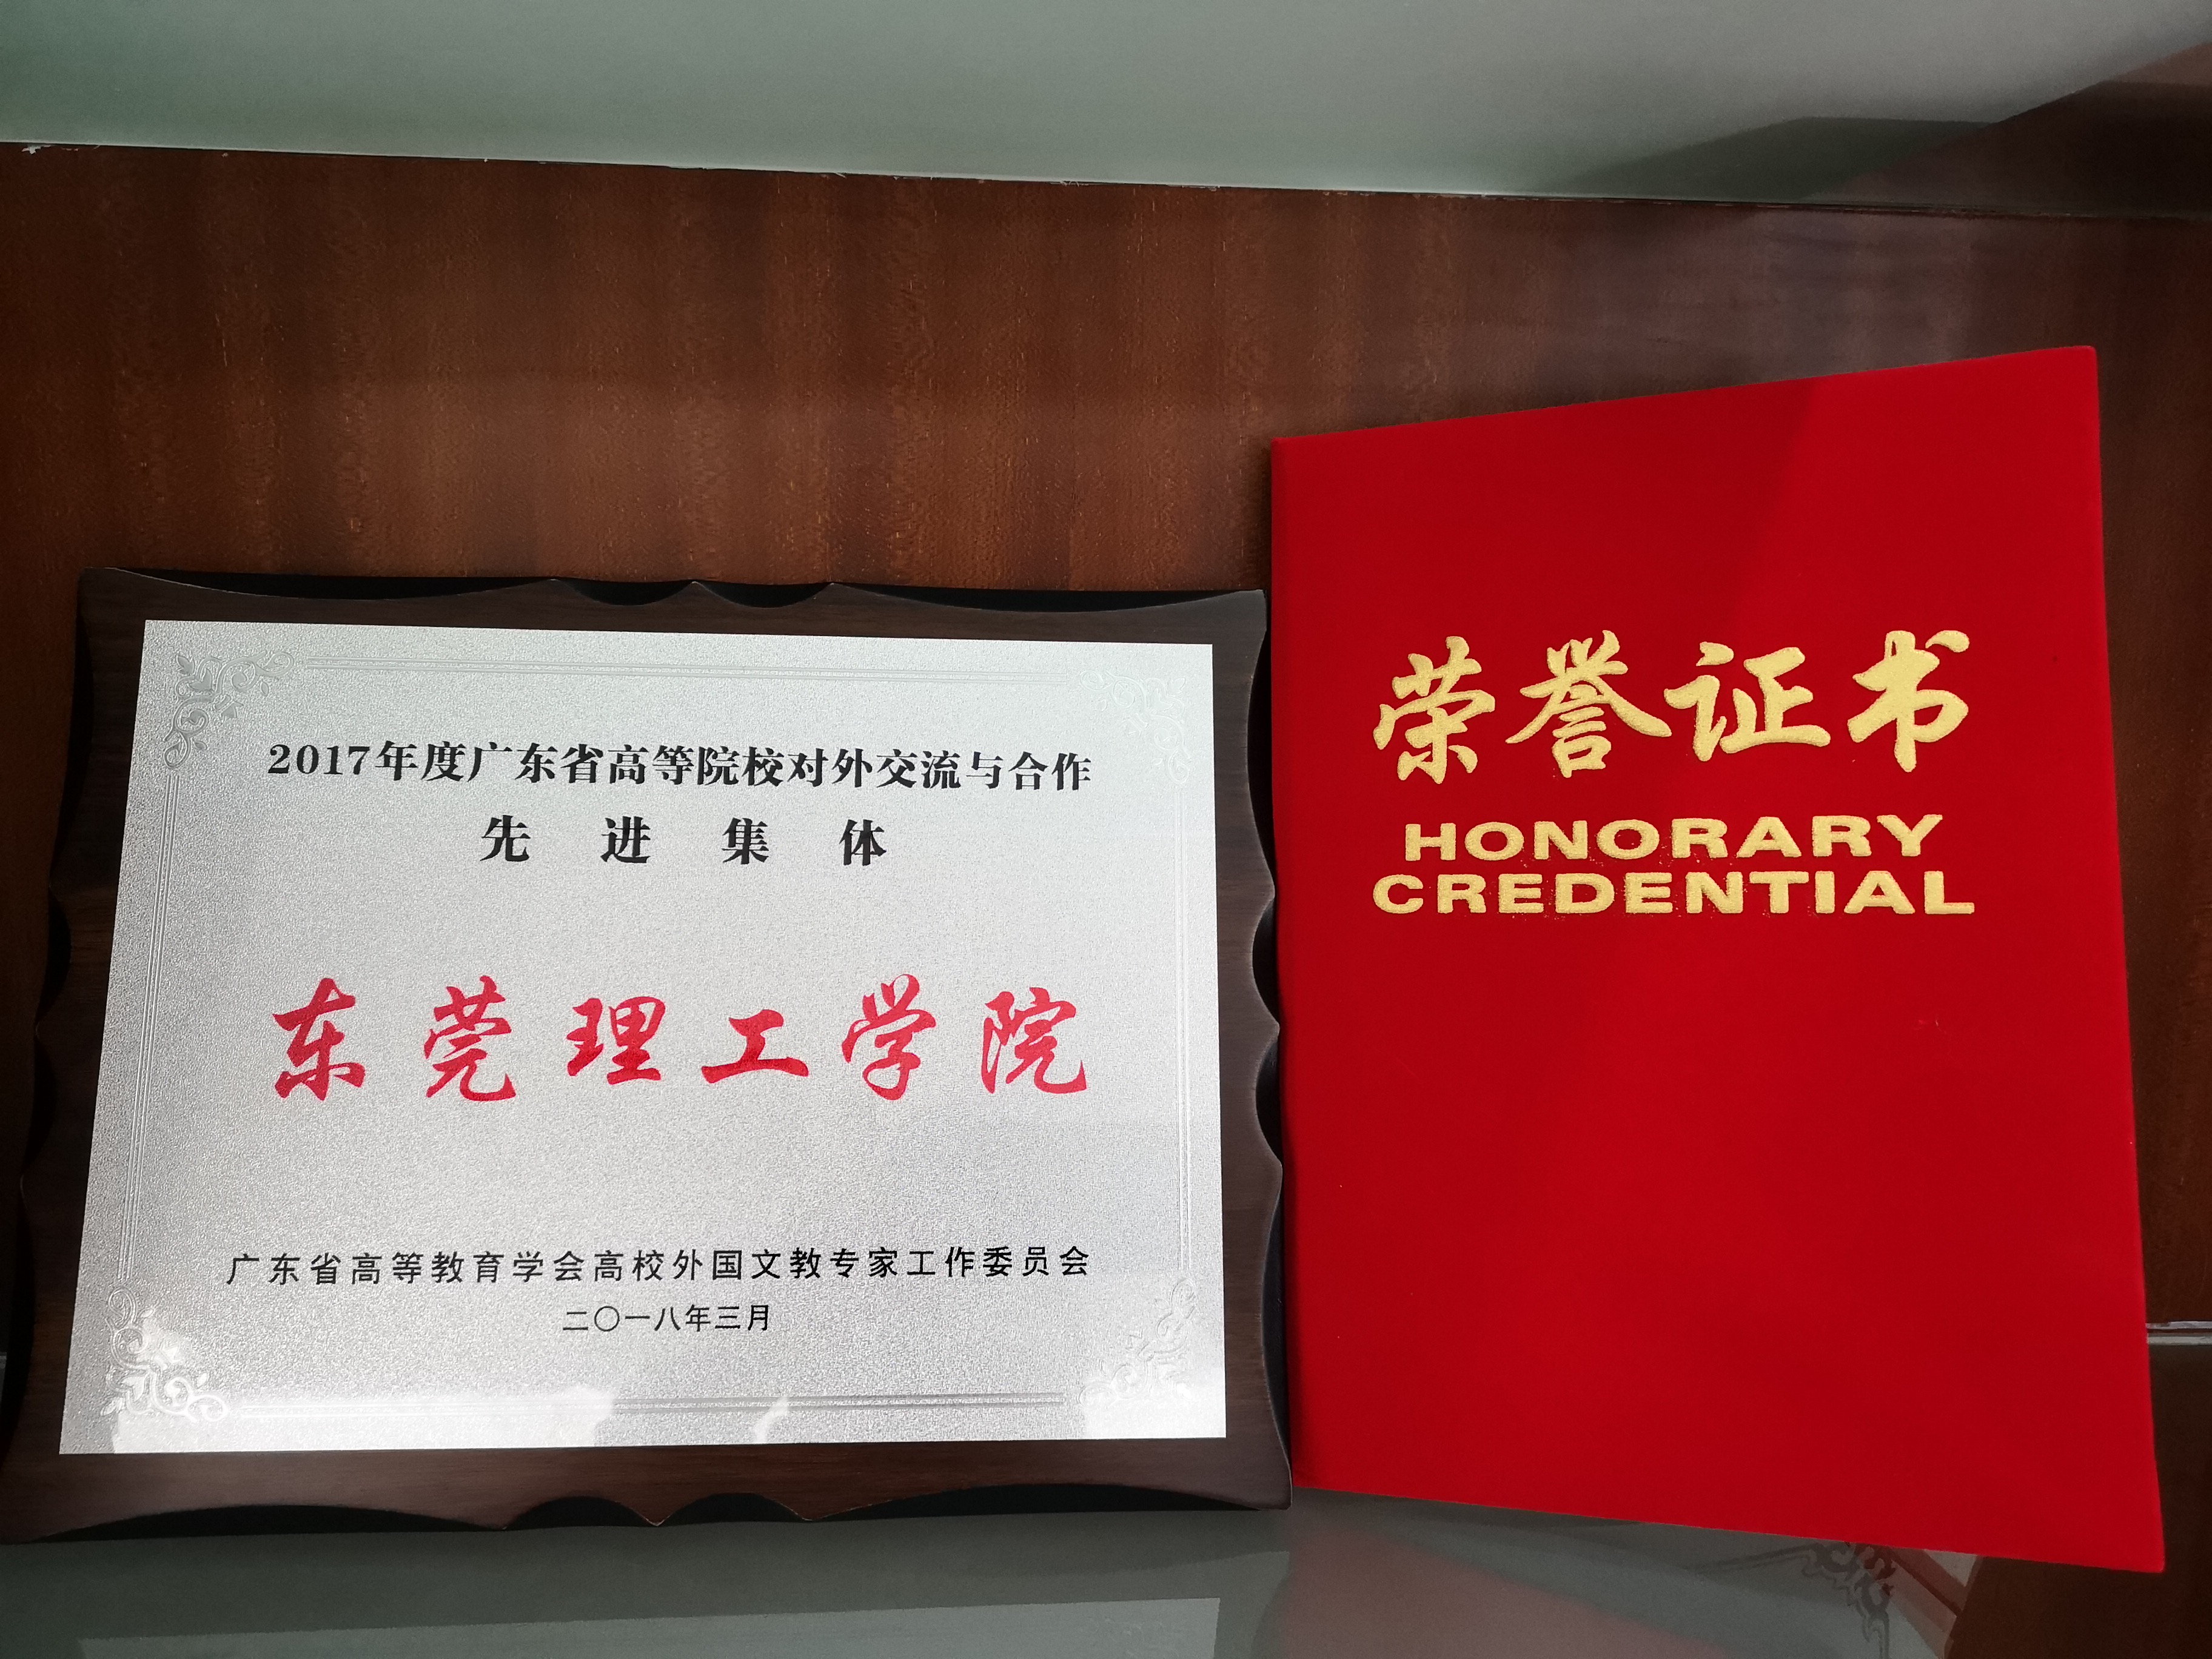 2017年度广东省高等院校对外交流与合作
先进集体
东莞理工学院
广东省高等教育学会高校外国文教专家工作委员会
二〇一八年三月
荣誉证书
HONORARY
CREDENTIAL